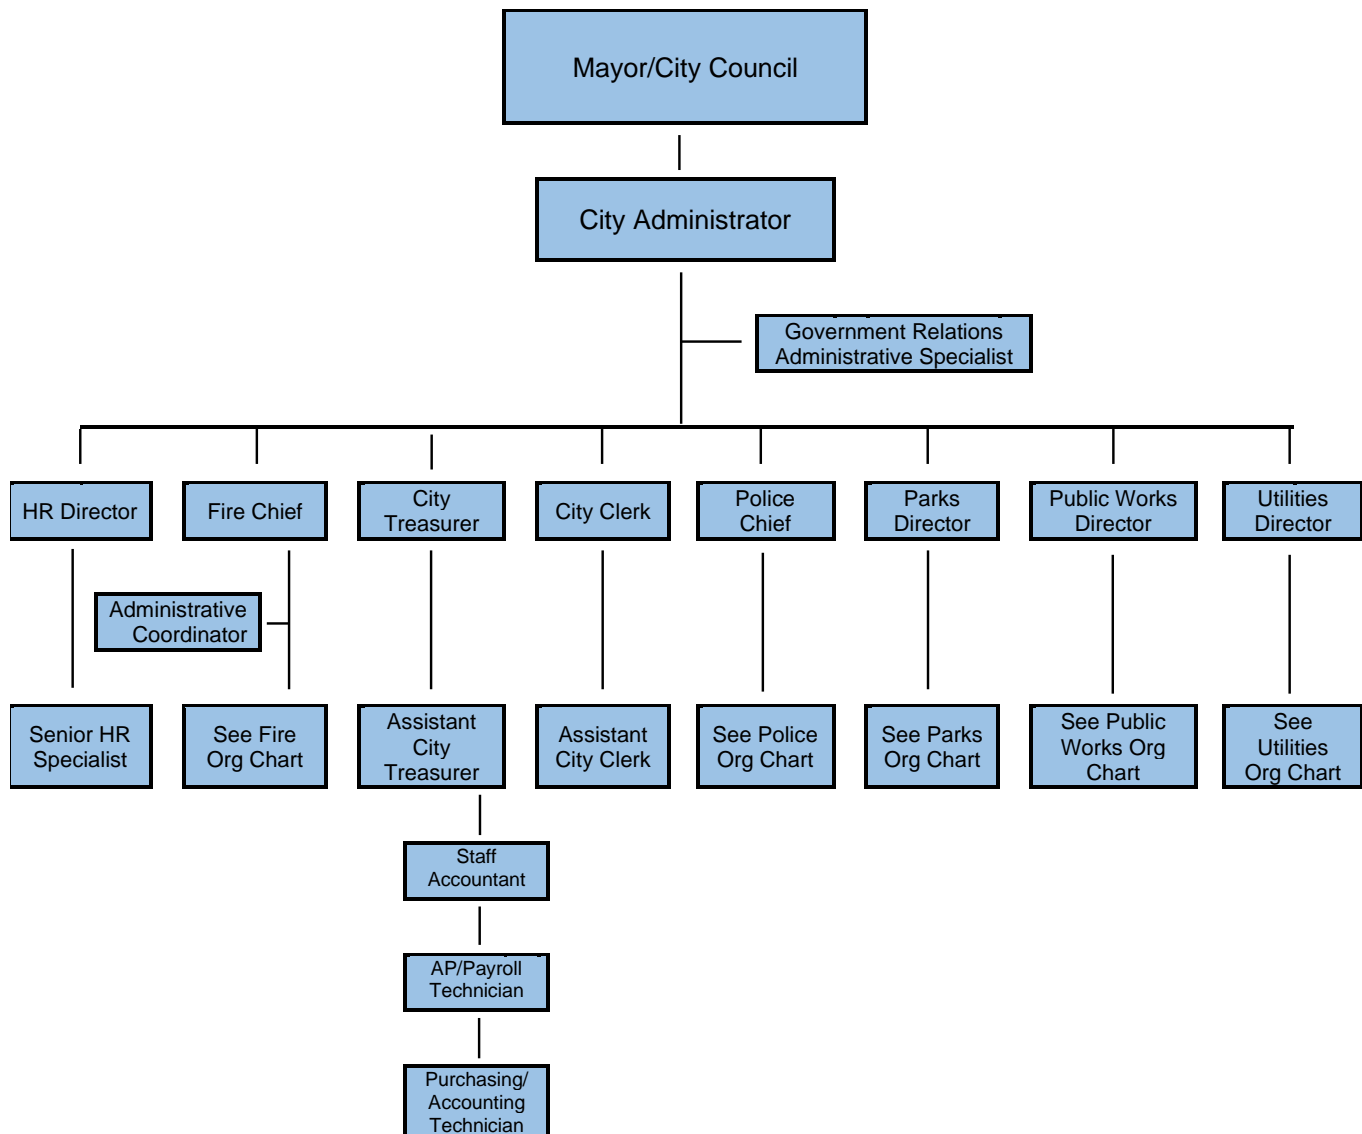 Mayor/City Council
City Administrator
Government Relations
Administrative Specialist
HR Director
Fire Chief
City
Treasurer
City Clerk
Police
Chief
Parks
Director
Public Works
Director
Utilities
Director
Administrative
Coordinator
Senior HR
Specialist
See Fire
Org Chart
Assistant
City
Treasurer
Assistant
City Clerk
See Police
Org Chart
See Parks
Org Chart
See Public
Works Org
Chart
See
Utilities
Org Chart
Staff
Accountant
AP/Payroll
Technician
Purchasing/
Accounting
Technician